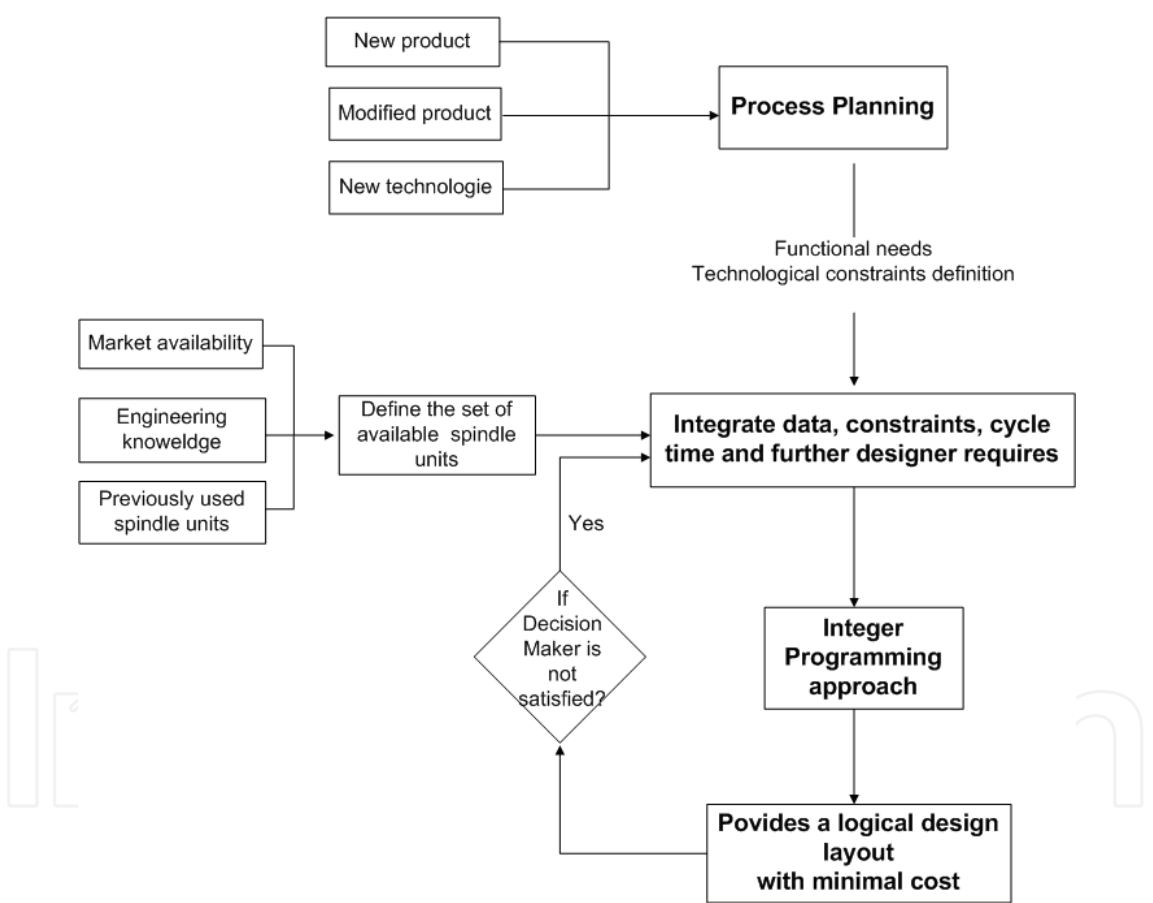 New product
Modified product
New technologie
Process Planning
Functional needs
Technological constraints definition
Market availability
Engineering
knoweldge
Previously used
spindle units
Define the set of
available spindle
units
Integrate data, constraints, cycle
time and further designer requires
Yes
If
Decision
Maker is
not
satisfied?
Integer
Programming
approach
Povides a logical design
layout
with minimal cost